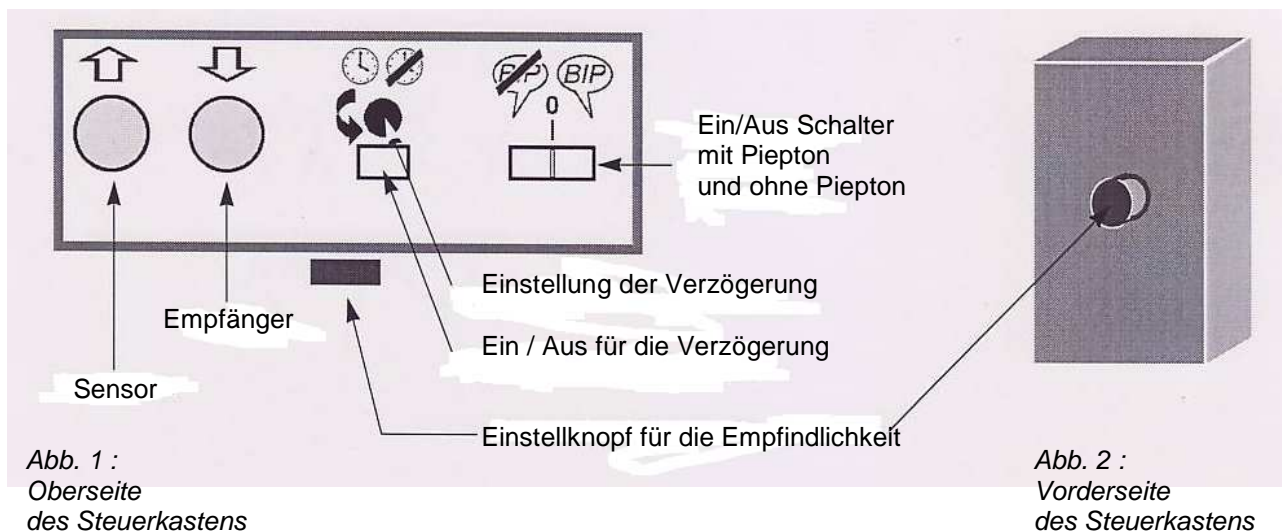 BIP BIP
0
Ein/Aus Schalter
mit Piepton
und ohne Piepton
Einstellung der Verzögerung
Empfänger
Ein / Aus für die Verzögerung
Sensor
Einstellknopf für die Empfindlichkeit
Abb. 1 :
Oberseite
des Steuerkastens
Abb. 2 :
Vorderseite
des Steuerkastens